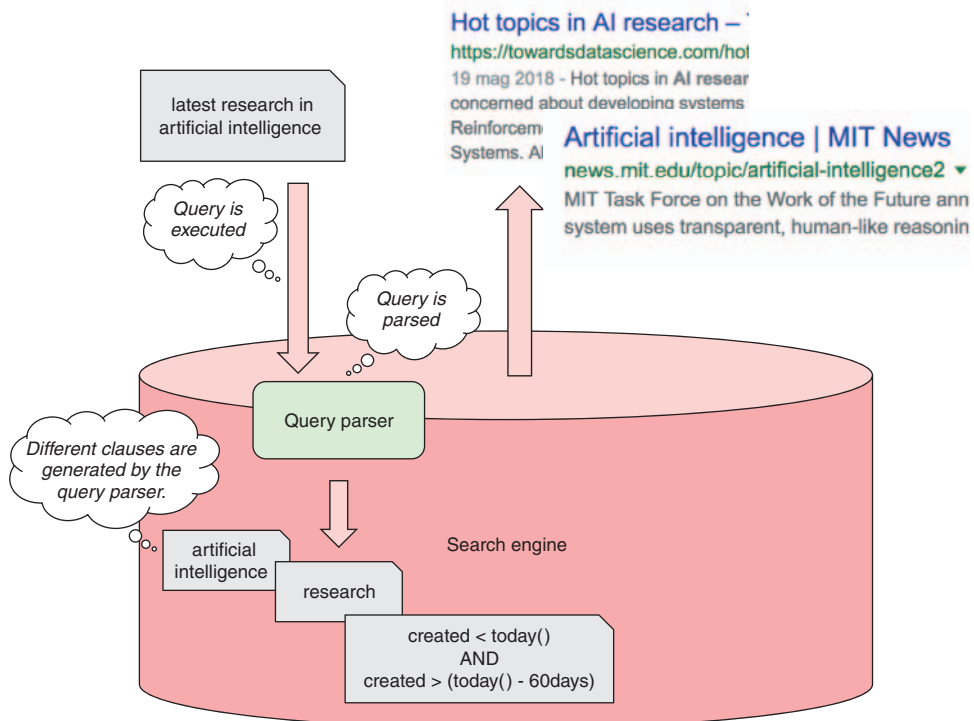 Hot topics in AI research –
https://towardsdatascience.com/hot
19 mag 2018 - Hot topics in AI resear
concerned about developing systems
Reinforcem
Systems. AI
Artificial intelligence | MIT News
news.mit.edu/topic/artificial-intelligence2
MIT Task Force on the Work of the Future ann
system uses transparent, human-like reasonin
latest research in
artificial intelligence
Query is
executed
Query is
parsed
Query parser
Different clauses are
generated by the
query parser.
Search engine
artificial
intelligence
research
created < today()
AND
created > (today() - 60days)